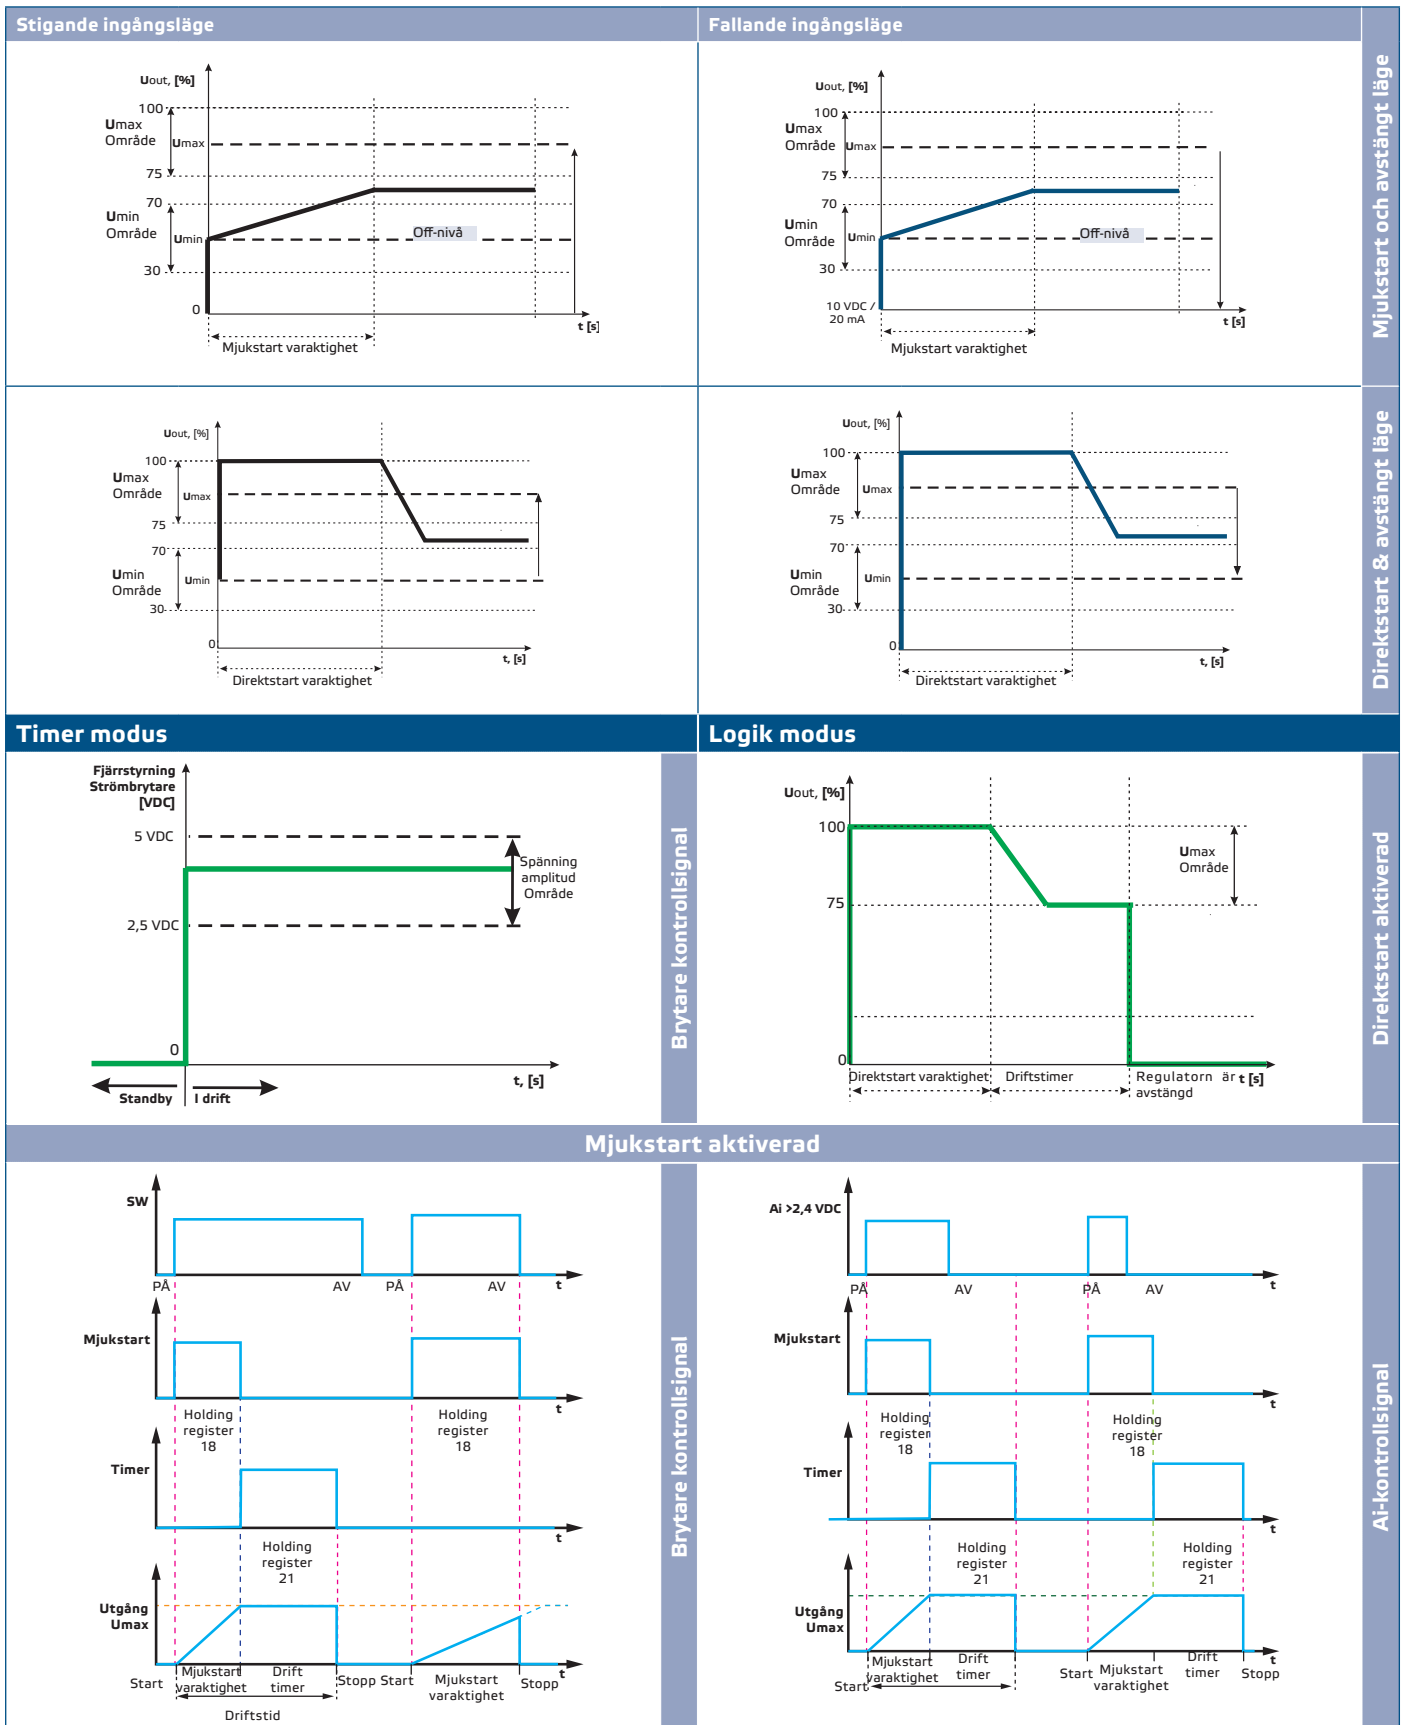 Stigande ingångsläge
Fallande ingångsläge
Mjukstart och avstängt läge
Uout, [%]
100
Umax
Område
Umax
75
70
Umin
Område
Umin
Off-nivå
30
0
t [s]
Mjukstart varaktighet
Uout, [%]
100
Umax
Område
Umax
75
70
Umin
Område
Umin
Off-nivå
30
10 VDC /
20 mA
t [s]
Mjukstart varaktighet
Direktstart & avstängt läge
Uout, [%]
100
Umax
Område
Umax
75
70
Umin
Område
Umin
30
0
t, [s]
Direktstart varaktighet
Uout, [%]
100
Umax
Område
Umax
75
70
Umin
Område
Umin
30
0
t, [s]
Direktstart varaktighet
Timer modus
Logik modus
Fjärrstyrning
Strömbrytare
[VDC]
5 VDC
Spänning
amplitud
Område
2,5 VDC
0
t, [s]
Standby
I drift
Brytare kontrollsignal
Uout, [%]
100
Umax
Område
75
0
Direktstart varaktighet
Driftstimer
Regulatorn är
avstängd
t [s]
Direktstart aktiverad
Mjukstart aktiverad
SW
PÅ
AV
PÅ
AV
t
Mjukstart
t
Holding
register
18
Holding
register
18
Timer
t
Holding
register
21
Utgång
Umax
t
Start
Mjukstart
varaktighet
Drift
timer
Stopp
Start
Mjukstart
varaktighet
Stopp
Driftstid
Brytare kontrollsignal
Ai >2,4 VDC
PÅ
AV
PÅ
AV
t
Mjukstart
t
Holding
register
18
Holding
register
18
Timer
t
Holding
register
21
Holding
register
21
Utgång
Umax
t
Start
Mjukstart
varaktighet
Drift
timer
Start
Mjukstart
varaktighet
Drift
timer
Stopp
Ai-kontrollsignal